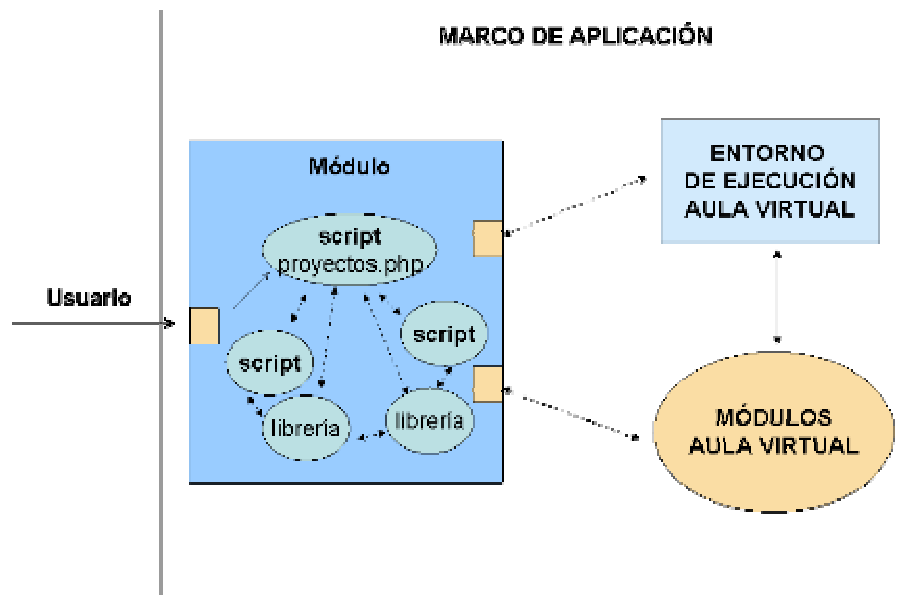 MARCO DE APLICACIÓN
ENTORNO
DE EJECUCIÓN
AULA VIRTUAL
Módulo
script
proyectos.php
Usuario
script
script
librería
librería
MÓDULOS
AULA VIRTUAL